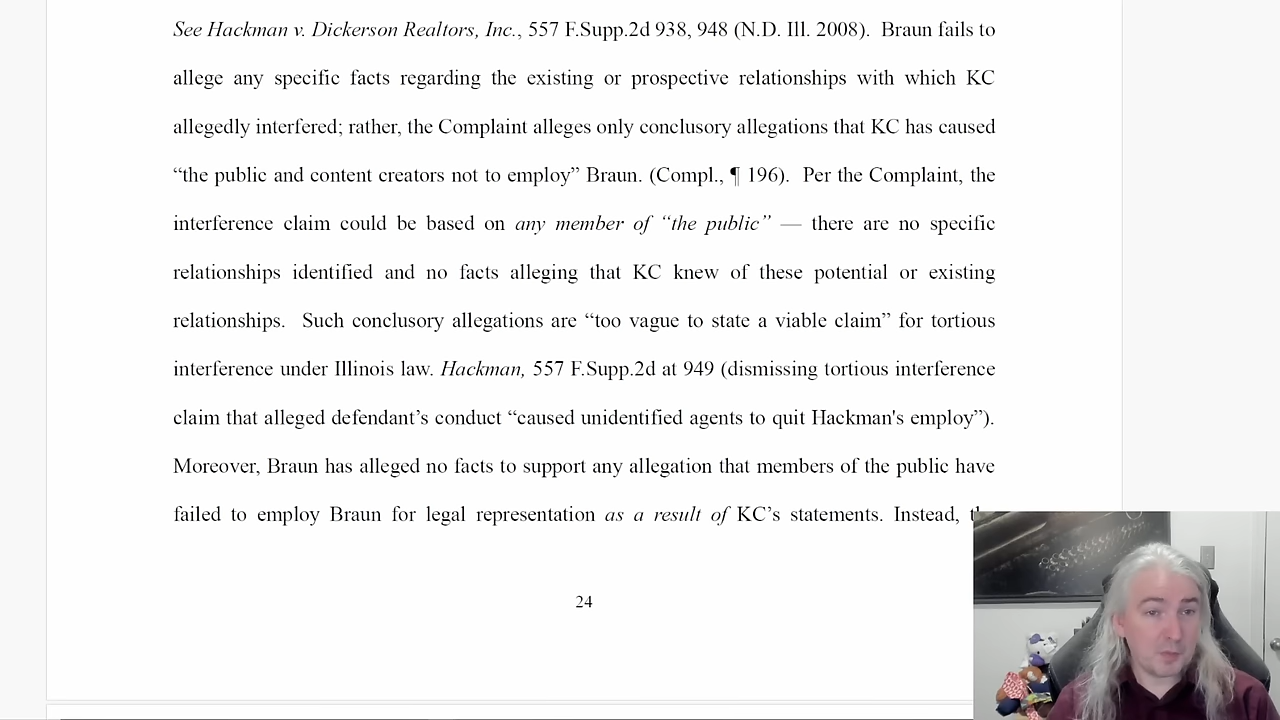 See Hackman v. Dickerson Realtors, Inc., 557 F.Supp.2d 938, 948 (N.D. Ill. 2008). Braun fails to
allege any specific facts regarding the existing or prospective relationships with which KC
allegedly interfered; rather, the Complaint alleges only conclusory allegations that KC has caused
“the public and content creators not to employ” Braun. (Compl., ¶ 196). Per the Complaint, the
interference claim could be based on any member of “the public” — there are no specific
relationships identified and no facts alleging that KC knew of these potential or existing
relationships. Such conclusory allegations are “too vague to state a viable claim” for tortious
interference under Illinois law. Hackman, 557 F.Supp.2d at 949 (dismissing tortious interference
claim that alleged defendant’s conduct “caused unidentified agents to quit Hackman's employ”).
Moreover, Braun has alleged no facts to support any allegation that members of the public have
failed to employ Braun for legal representation as a result of KC’s statements. Instead,
24